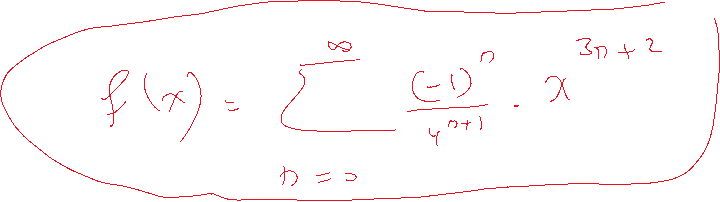 f(x) = ∞∑n=0 (-1)^n / 4^(n+1) · x^(3n+2)